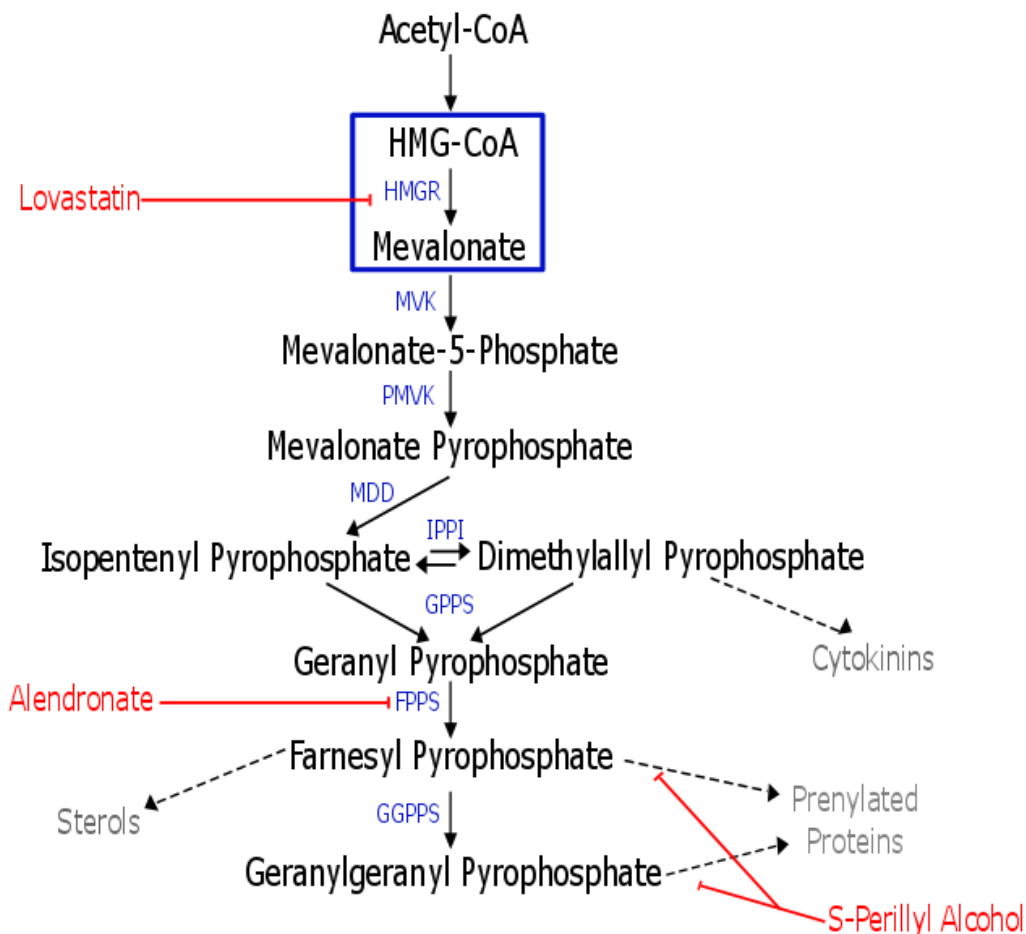 Acetyl-CoA
HMG-CoA
HMGR
Lovastatin
Mevalonate
MVK
Mevalonate-5-Phosphate
PMVK
Mevalonate Pyrophosphate
MDD
IPPI
Isopentenyl Pyrophosphate
Dimethylallyl Pyrophosphate
GPPS
Cytokinins
Geranyl Pyrophosphate
Alendronate
FPPS
Farnesyl Pyrophosphate
Sterols
GGPPS
Prenylated
Proteins
Geranylgeranyl Pyrophosphate
S-Perillyl Alcohol